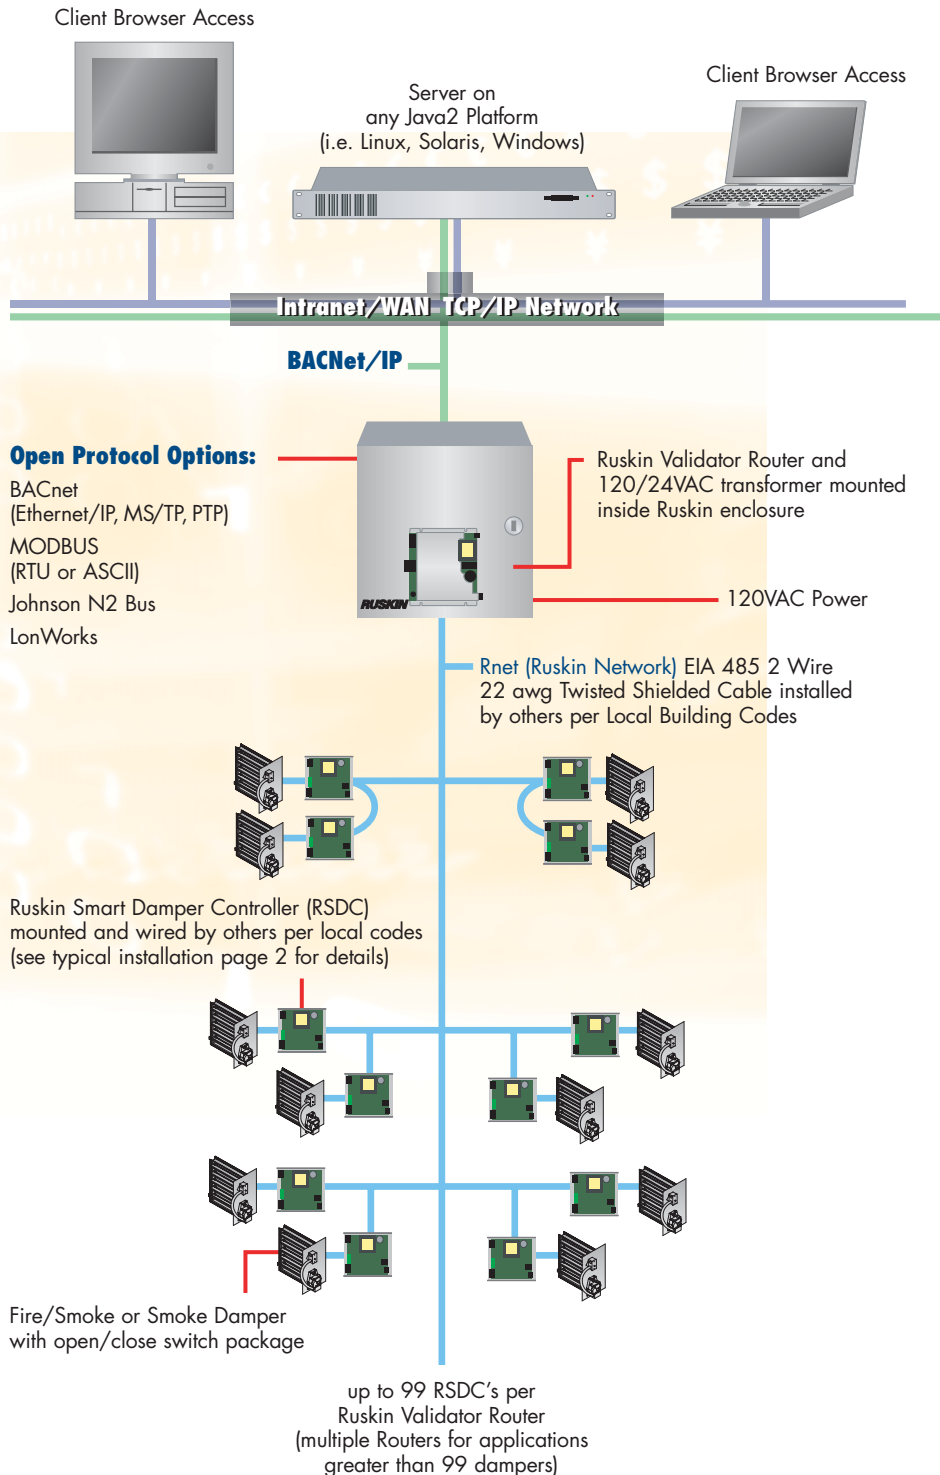 Client Browser Access
Server on
any Java2 Platform
(i.e. Linux, Solaris, Windows)
Client Browser Access
Intranet/WAN TCP/IP Network
BACNet/IP
Open Protocol Options:
BACnet
(Ethernet/IP, MS/TP, PTP)
MODBUS
(RTU or ASCII)
Johnson N2 Bus
LonWorks
RUSKIN
Ruskin Validator Router and
120/24VAC transformer mounted
inside Ruskin enclosure
120VAC Power
Rnet (Ruskin Network) EIA 485 2 Wire
22 awg Twisted Shielded Cable installed
by others per Local Building Codes
Ruskin Smart Damper Controller (RSDC)
mounted and wired by others per local codes
(see typical installation page 2 for details)
Fire/Smoke or Smoke Damper
with open/close switch package
up to 99 RSDC's per
Ruskin Validator Router
(multiple Routers for applications
greater than 99 dampers)